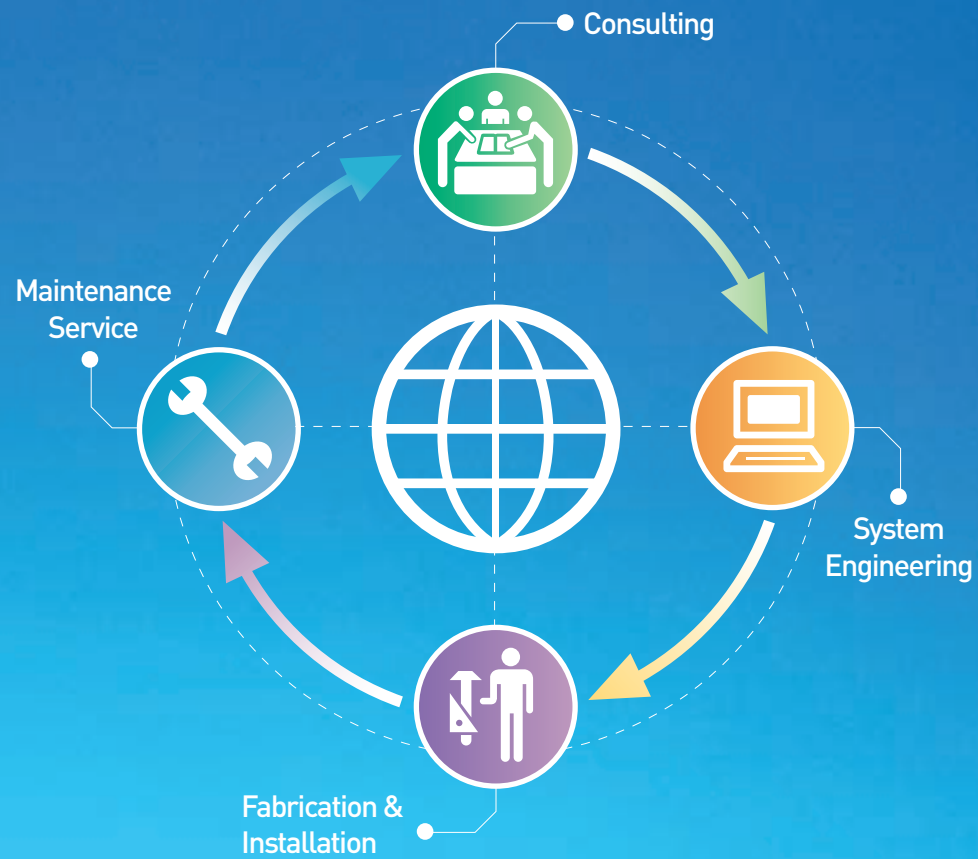 Consulting
Maintenance
Service
System
Engineering
Fabrication &
Installation